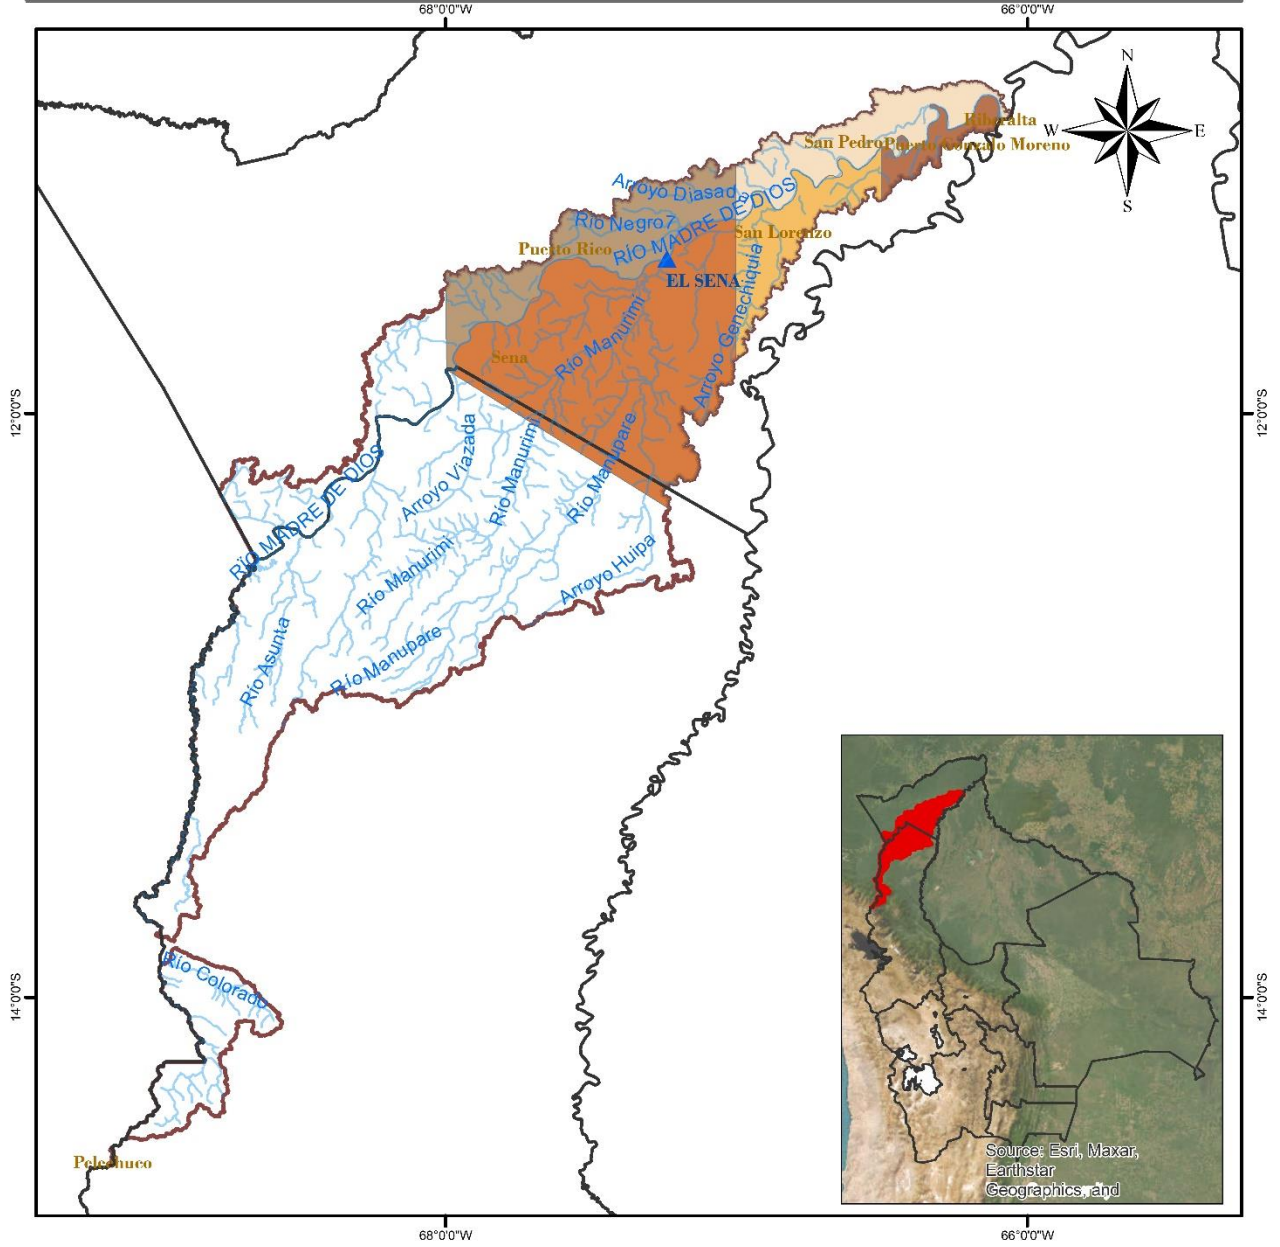 68°0'0"W
66°0'0"W
N
W
E
S
Riberalta
San Pedro
Puerto Gonzalo Moreno
Arroyo Djasad
RÍO MADRE DE DIOS
Río Negro7
San Lorenzo
Puerto Rico
EL SENA
Arroyo Genechiquia
Río Manurimi
Sena
12°0'0"S
12°0'0"S
Arroyo Viazada
Río Manurimi
Río Manupare
RÍO MADRE DE DIOS
Río Manurimi
Arroyo Huipa
Río Asunta
Río Manupare
Río Colorado
14°0'0"S
14°0'0"S
Pelechuco
Source: Esri, Maxar,
Earthstar
Geographics, and
68°0'0"W
66°0'0"W